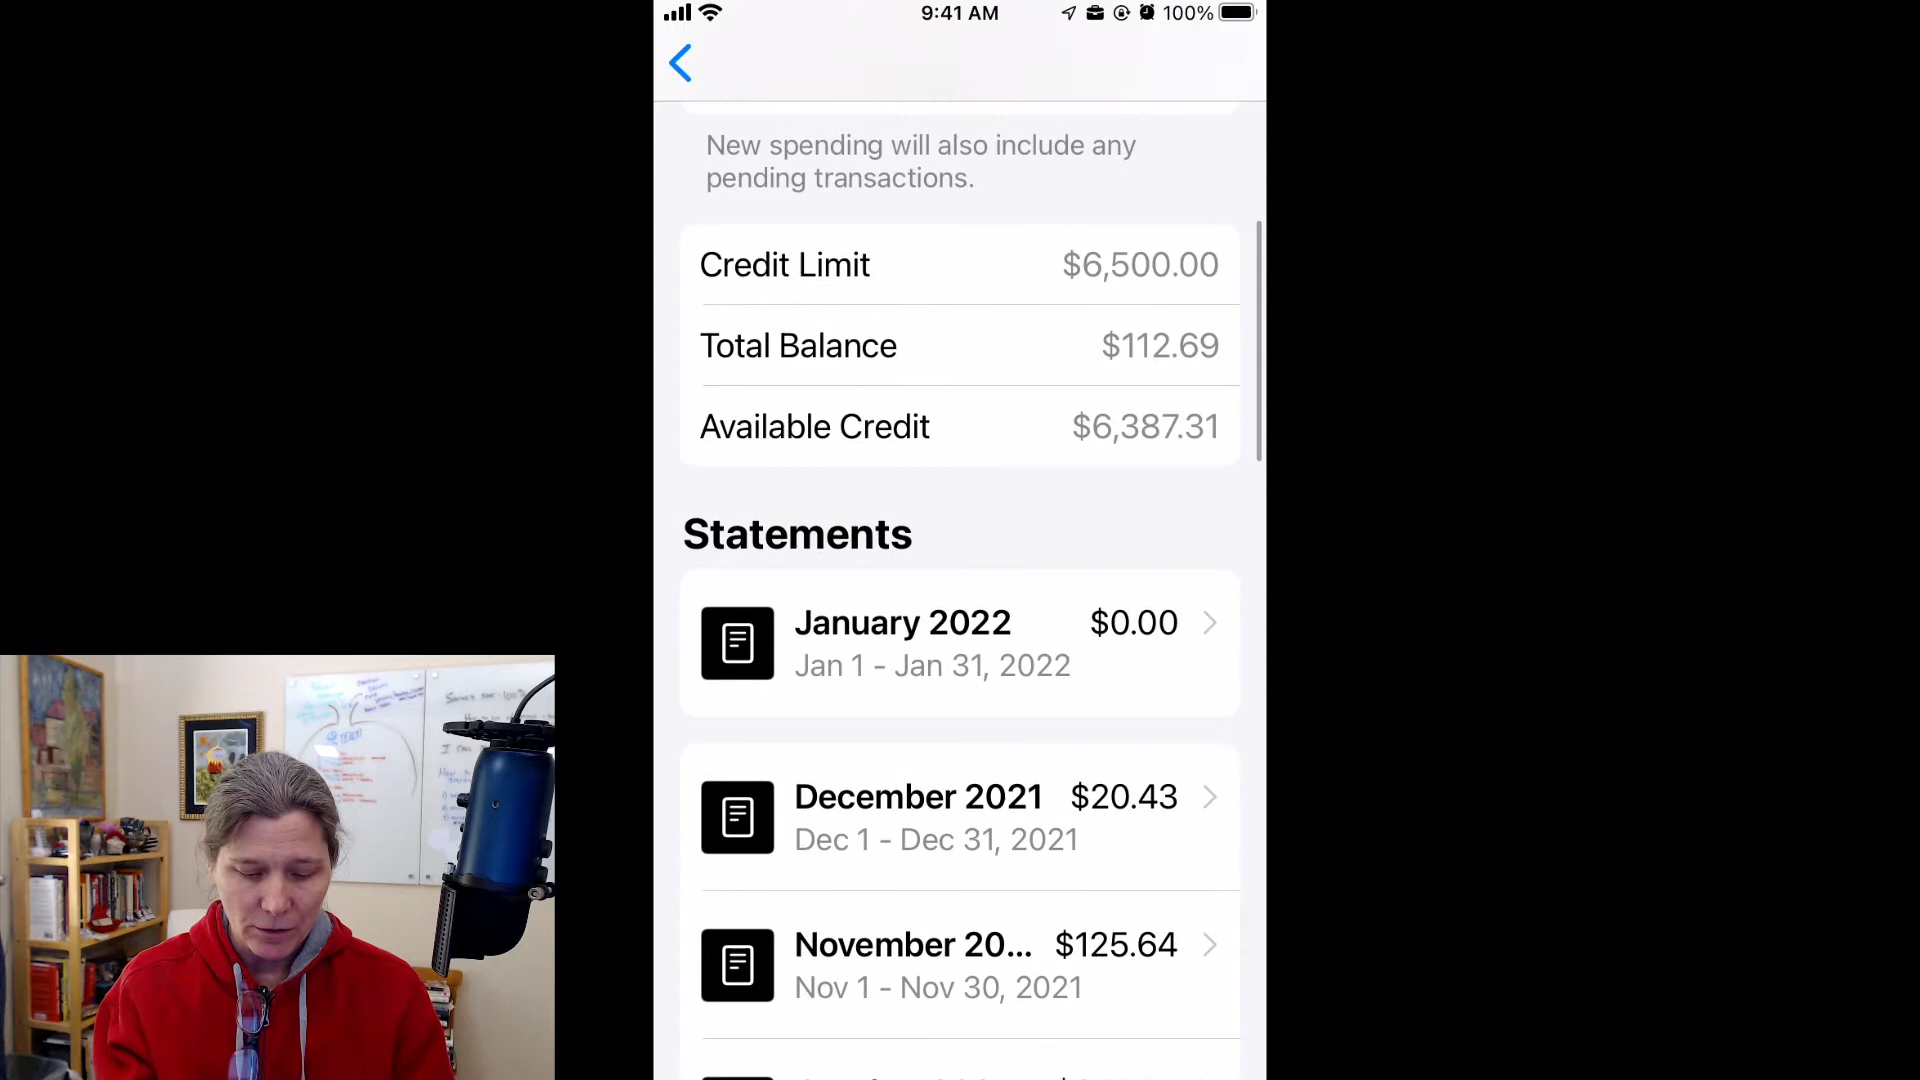 9:41 AM
100%
New spending will also include any
pending transactions.
Credit Limit $6,500.00
Total Balance $112.69
Available Credit $6,387.31
Statements
January 2022 $0.00
Jan 1 - Jan 31, 2022
December 2021 $20.43
Dec 1 - Dec 31, 2021
November 20... $125.64
Nov 1 - Nov 30, 2021